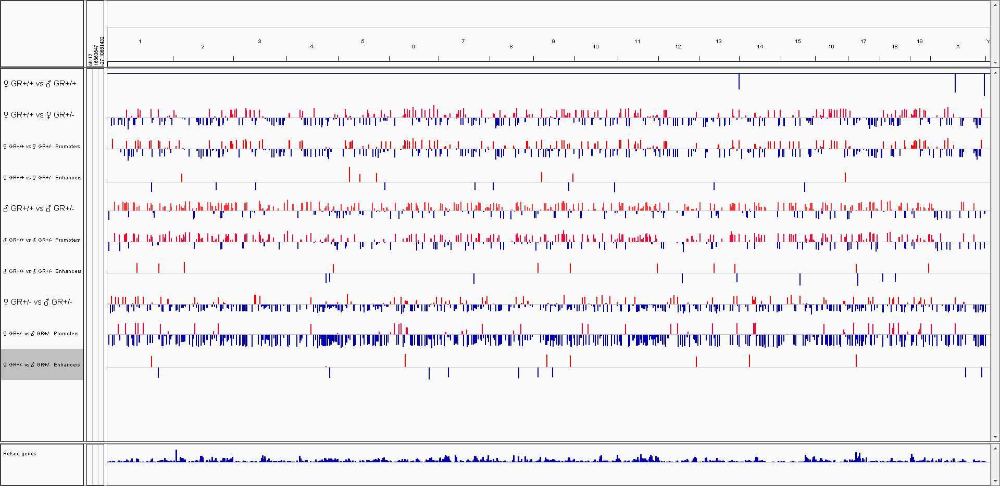 1 3 5 7 9 11 13 15 17 19 Y
2 4 6 8 10 12 14 16 18 X
chr12
16663647
-27.10661432
♀ GR+/+ vs ♂ GR+/+
♀ GR+/+ vs ♀ GR+/-
♀ GR+/+ vs ♀ GR+/- Promoters
♀ GR+/+ vs ♀ GR+/- Enhancers
♂ GR+/+ vs ♂ GR+/-
♂ GR+/+ vs ♂ GR+/- Promoters
♂ GR+/+ vs ♂ GR+/- Enhancers
♀ GR+/- vs ♂ GR+/-
♀ GR+/- vs ♂ GR+/- Promoters
♀ GR+/- vs ♂ GR+/- Enhancers
Refseq genes